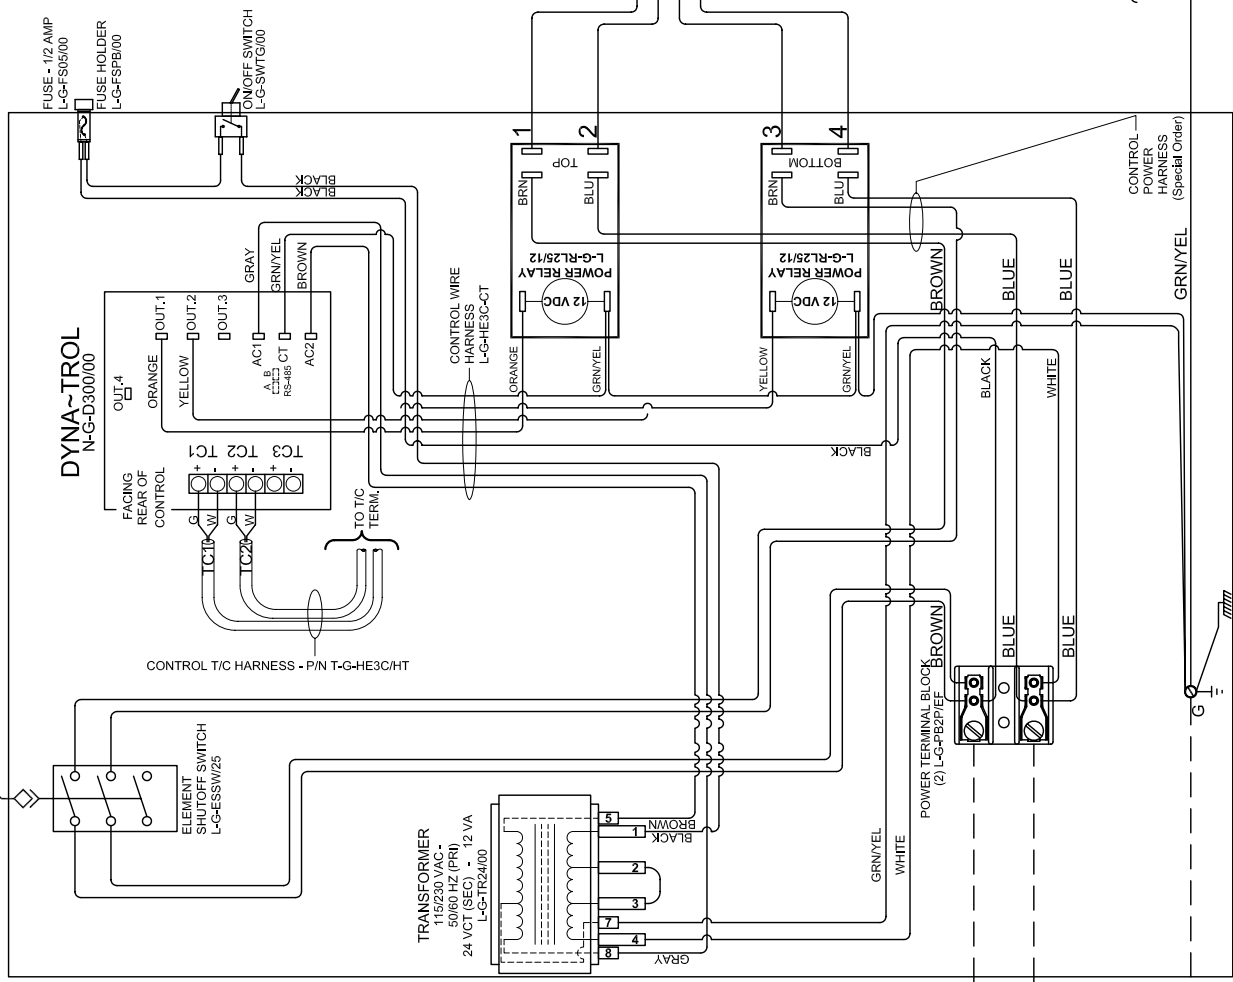 FUSE - 1/2 AMP
L-G-FS05/00
FUSE HOLDER
L-G-FSPB/00
ON/OFF SWITCH
L-G-SWTG/00
BLACK
BLACK
DYNA~TROL
N-G-D300/00
OUT.4
OUT.1
OUT.2
OUT.3
ORANGE
YELLOW
AC1
A B
RS-485
CT
AC2
GRAY
GRN/YEL
BROWN
FACING
REAR OF
CONTROL
TC1
TC2
TC3
+
-
+
-
+
-
G
W
G
W
TC1
TC2
TO T/C
TERM.
CONTROL T/C HARNESS - P/N T-G-HE3C/HT
CONTROL WIRE
HARNESS
L-G-HE3C-CT
1
2
TOP
BRN
BLU
POWER RELAY
L-G-RL25/12
12 VDC
ORANGE
GRN/YEL
3
4
BOTTOM
BRN
BLU
POWER RELAY
L-G-RL25/12
12 VDC
YELLOW
GRN/YEL
CONTROL
POWER
HARNESS
(Special Order)
GRN/YEL
BROWN
BLUE
BLUE
BLACK
WHITE
BLACK
BROWN
BLUE
BLUE
POWER TERMINAL BLOCK
(2) L-G-PB2P/EF
G
ELEMENT
SHUTOFF SWITCH
L-G-ESSW/25
TRANSFORMER
115/230 VAC -
50/60 HZ (PRI)
24 VCT (SEC) - 12 VA
L-G-TR24/00
5
1
2
3
7
4
8
BROWN
BLACK
GRAY
GRN/YEL
WHITE